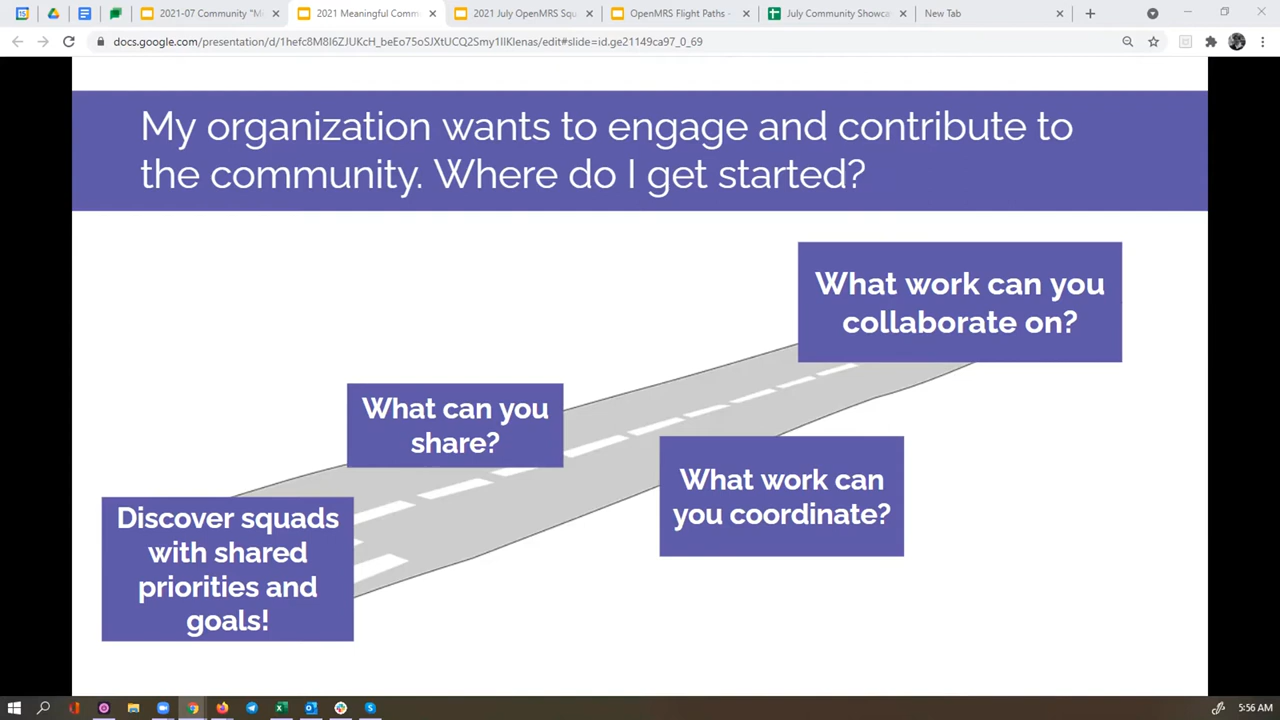 2021-07 Community "Mi
2021 Meaningful Comm
2021 July OpenMRS Squ
OpenMRS Flight Paths -
July Community Showca
New Tab
docs.google.com/presentation/d/1hefc8M8I6ZJUKcH_beEo75oSJXtUCQ2Smy1IlKlenas/edit#slide=id.ge21149ca97_0_69
My organization wants to engage and contribute to
the community. Where do I get started?
What work can you
collaborate on?
What can you
share?
What work can
you coordinate?
Discover squads
with shared
priorities and
goals!
5:56 AM